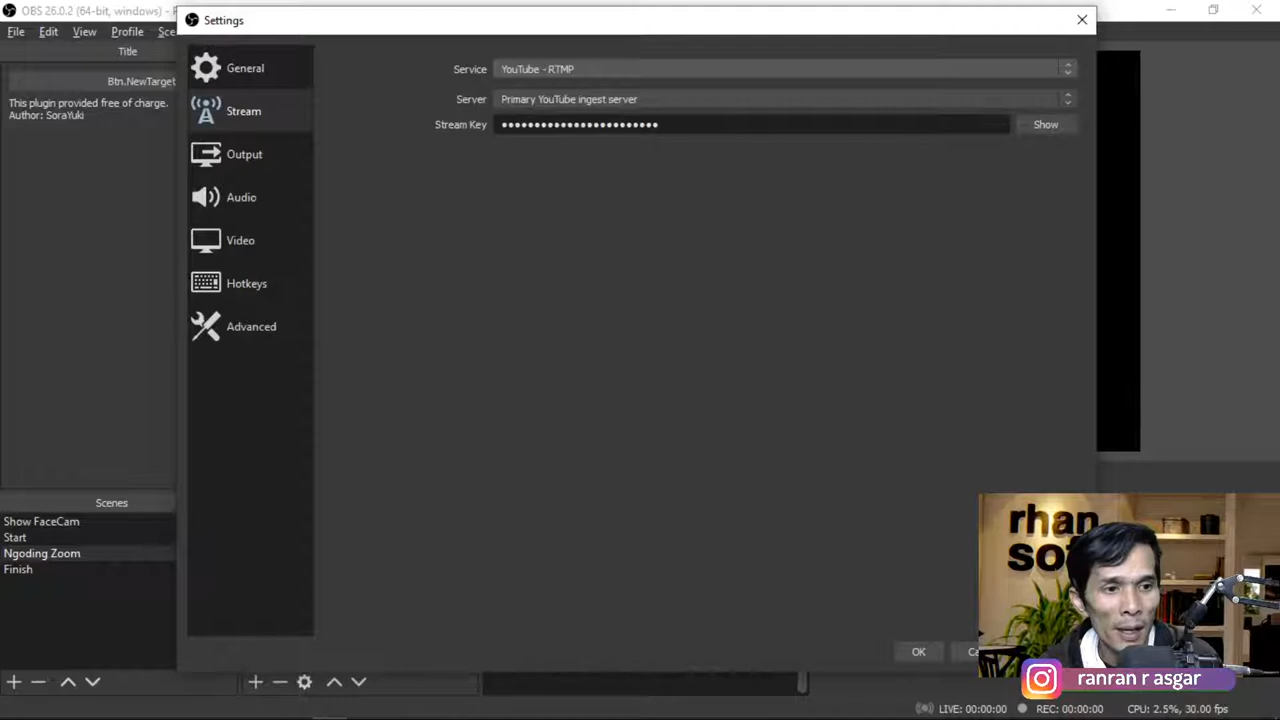 OBS 26.0.2 (64-bit, windows) -
Settings
File Edit View Profile
Title
Btn.NewTarget
This plugin provided free of charge.
Author: SoraYuki
General
Stream
Output
Audio
Video
Hotkeys
Advanced
Service YouTube - RTMP
Server Primary YouTube ingest server
Stream Key ●●●●●●●●●●●●●●●●●●●●●●●● Show
Scenes
Show FaceCam
Start
Ngoding Zoom
Finish
OK
rhan
ranran r asgar
LIVE: 00:00:00 REC: 00:00:00 CPU: 2.5%, 30.00 fps